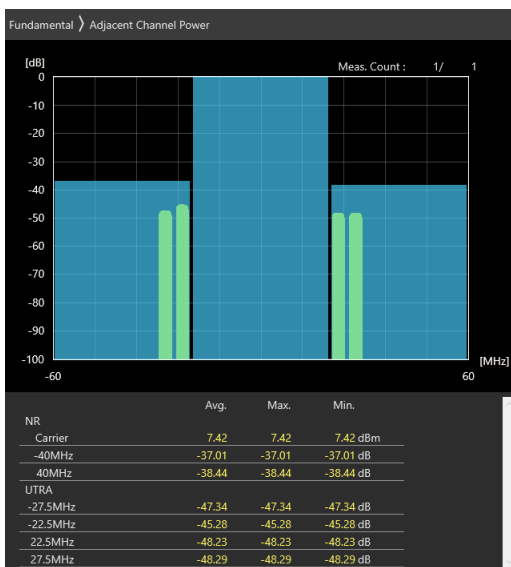 Fundamental 〉 Adjacent Channel Power
[dB]
Meas. Count : 1/ 1
0
-10
-20
-30
-40
-50
-60
-70
-80
-90
-100
[MHz]
-60 60
Avg. Max. Min.
NR
Carrier 7.42 7.42 7.42 dBm
-40MHz -37.01 -37.01 -37.01 dB
40MHz -38.44 -38.44 -38.44 dB
UTRA
-27.5MHz -47.34 -47.34 -47.34 dB
-22.5MHz -45.28 -45.28 -45.28 dB
22.5MHz -48.23 -48.23 -48.23 dB
27.5MHz -48.29 -48.29 -48.29 dB